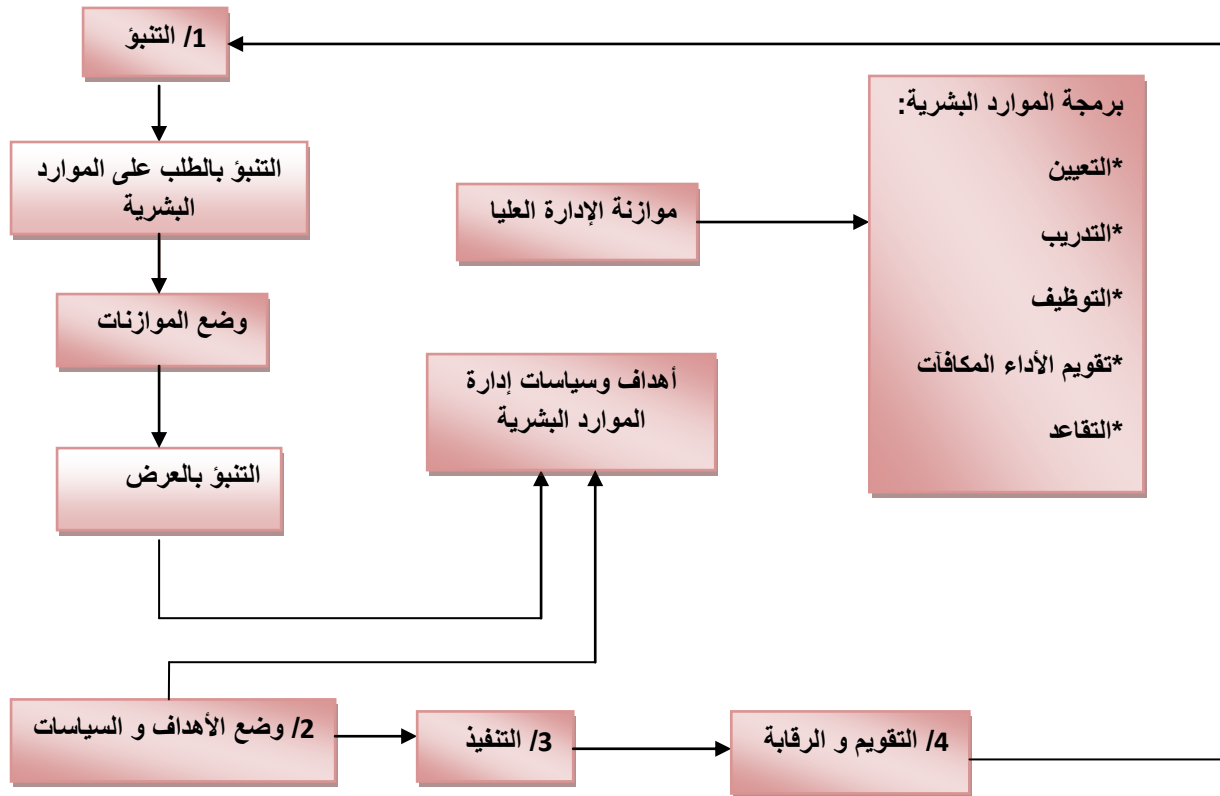 1/ التنبؤ
التنبؤ بالطلب على الموارد
البشرية
وضع الموازنات
التنبؤ بالعرض
موازنة الإدارة العليا
أهداف وسياسات إدارة
الموارد البشرية
برمجة الموارد البشرية:
*التعيين
*التدريب
*التوظيف
*تقويم الأداء المكافآت
*التقاعد
2/ وضع الأهداف و السياسات
3/ التنفيذ
4/ التقويم و الرقابة